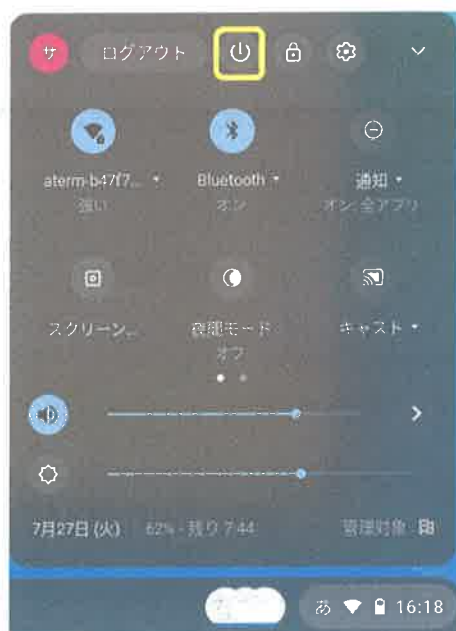 サ ログアウト
aterm-b47f7... Bluetooth 通知
強い オン オン、全アプリ
スクリーン... 夜間モード キャスト
オフ
7月27日 (火) 62% - 残り 7:44 管理対象
あ 16:18